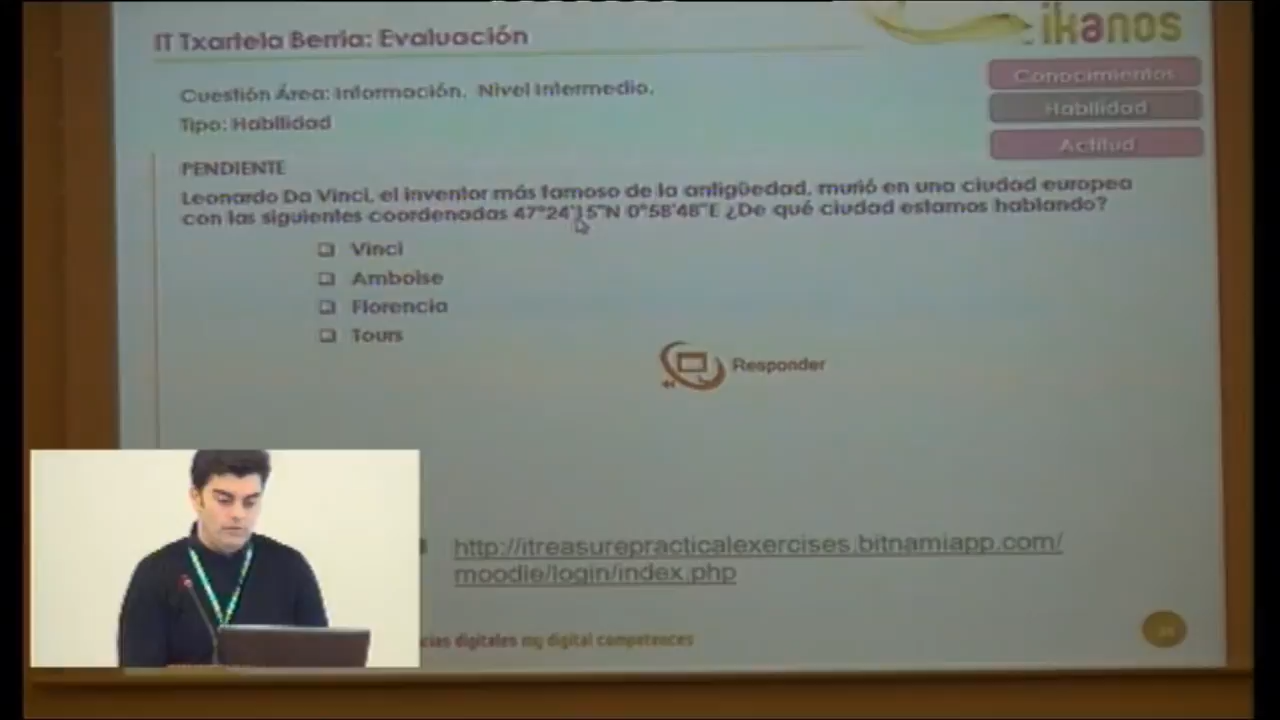 IT Txartela Berria: Evaluación
ikanos
Conocimientos
Habilidad
Actitud
Cuestión Área: Información. Nivel Intermedio.
Tipo: Habilidad
PENDIENTE
Leonardo Da Vinci, el inventor más famoso de la antigüedad, murió en una ciudad europea
con las siguientes coordenadas 47°24'15"N 0°58'48"E ¿De qué ciudad estamos hablando?
Vinci
Amboise
Florencia
Tours
Responder
http://itreasurepracticalexercises.bitnamiapp.com/
moodle/login/index.php
digitales my digital competences